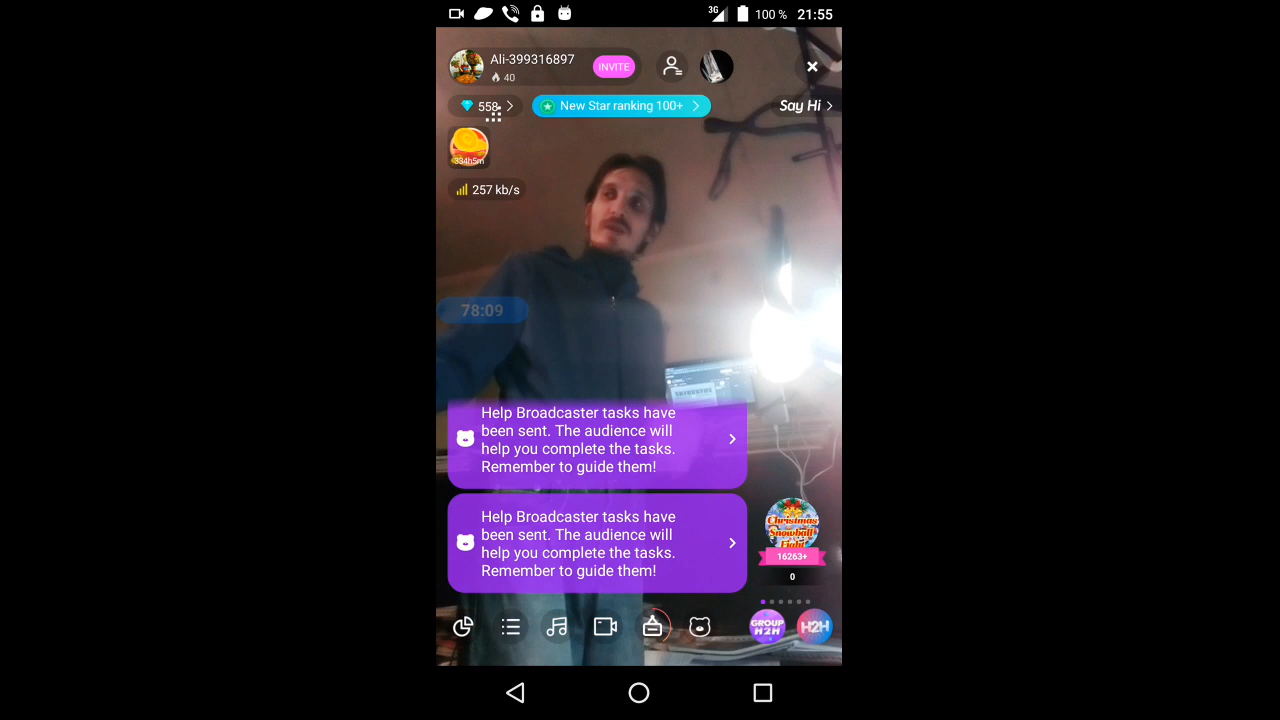 3G
100 %
21:55
Ali-399316897
40
INVITE
558
New Star ranking 100+
Say Hi
334h5m
257 kb/s
78:09
Help Broadcaster tasks have
been sent. The audience will
help you complete the tasks.
Remember to guide them!
Help Broadcaster tasks have
been sent. The audience will
help you complete the tasks.
Remember to guide them!
Christmas
Snowball
Fight
16263+
0
GROUP
H2H
H2H